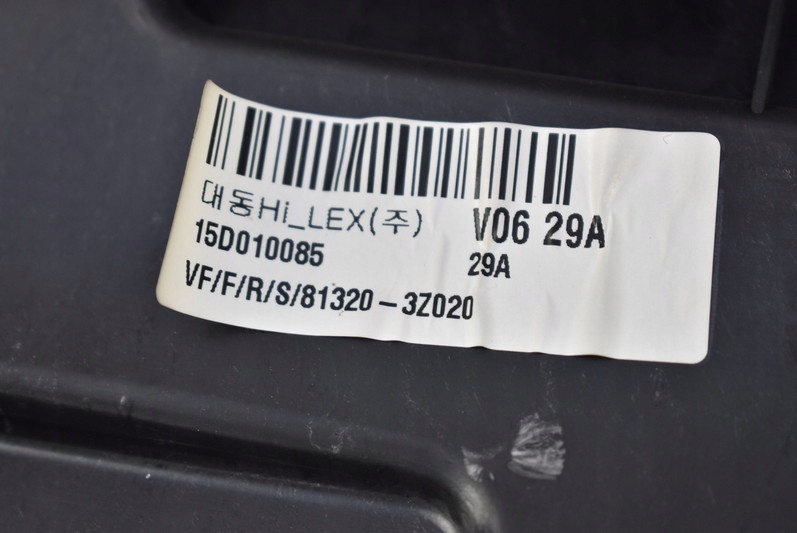 대동Hi_LEX(주) V06 29A
15D010085 29A
VF/F/R/S/81320-3Z020